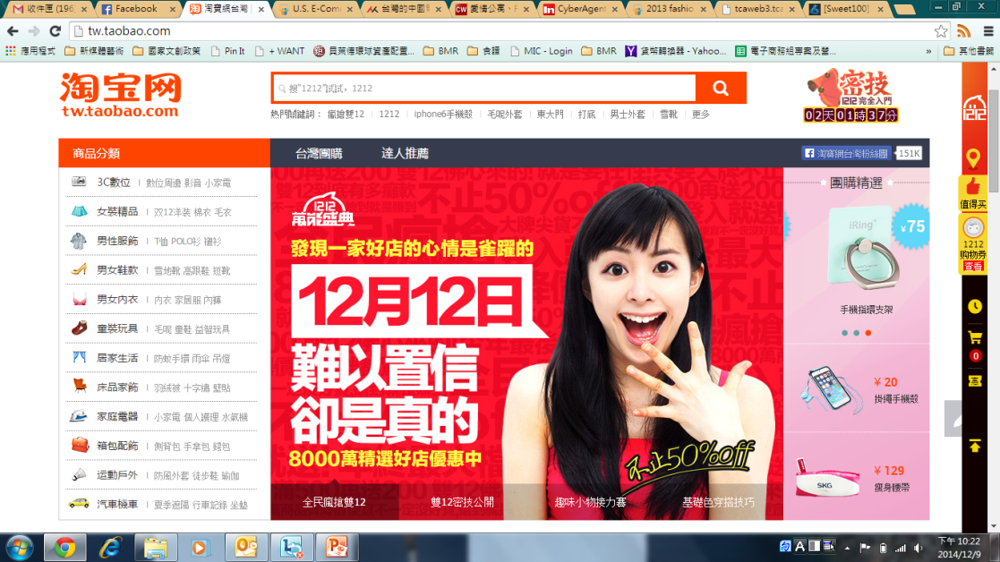 收件匣 (196)
Facebook
淘寶網台灣
U.S. E-Com
台灣的中國
愛情公寓、F
CyberAgent
2013 fashio
tcaweb3.tca
[Sweet100]
tw.taobao.com
應用程式
新媒體藝術
國家文創政策
Pin It
+ WANT
貝萊德環球資產配置...
BMR
食譜
MIC - Login
BMR
貨幣轉換器 - Yahoo...
電子商務組專案及營...
»
其他書籤
淘宝网
tw.taobao.com
搜"1212"試試，1212
熱門關鍵詞： 瘋搶雙12 | 1212 | iphone6手機殼 | 毛呢外套 | 東大門 | 打底 | 男士外套 | 雪靴 | 更多
密技
1212 完全入門
02天01時37分
商品分類
台灣團購
達人推薦
淘寶網台灣粉絲團
151K
3C數位 | 數位周邊 影音 小家電
女裝精品 | 双12洋装 棉衣 毛衣
男性服飾 | T恤 POLO衫 襯衫
男女鞋款 | 雪地靴 高跟鞋 短靴
男女內衣 | 內衣 家居服 內褲
童裝玩具 | 毛呢 童鞋 益智玩具
居家生活 | 防蚊手環 雨傘 吊燈
床品家飾 | 羽絨被 十字繡 壁貼
家庭電器 | 小家電 個人護理 水氧機
箱包配飾 | 側背包 手拿包 錢包
運動戶外 | 防風外套 徒步鞋 瑜伽
汽車機車 | 夏季遮陽 行車記錄 坐墊
1212
萬能盛典
發現一家好店的心情是雀躍的
12月12日
難以置信
卻是真的
8000萬精選好店優惠中
不止50%off
全民瘋搶雙12
雙12密技公開
趣味小物接力賽
基礎色穿搭技巧
團購精選
iRing
¥75
手機指環支架
¥ 20
掛繩手機殼
SKG
¥ 129
瘦身腰帶
1212
值得买
1212
购物券
查看
0
下午 10:22
2014/12/9